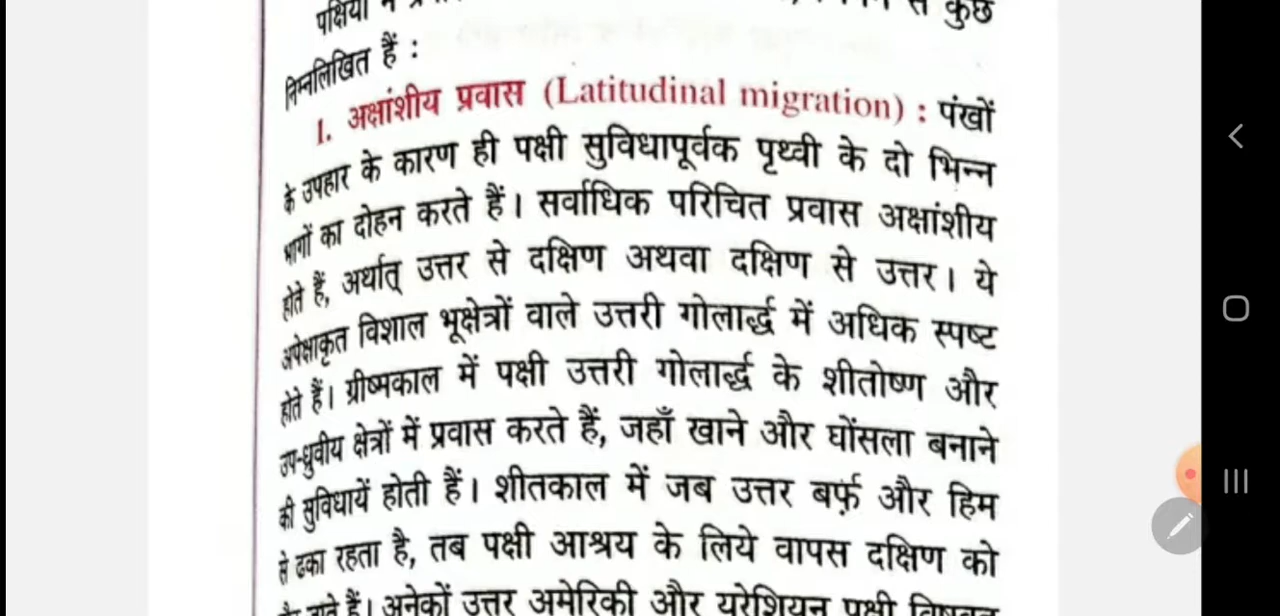 पक्षियों
से कुछ
निम्नलिखित हैं :
1. अक्षांशीय प्रवास (Latitudinal migration) : पंखों
के उपहार के कारण ही पक्षी सुविधापूर्वक पृथ्वी के दो भिन्न
भागों का दोहन करते हैं। सर्वाधिक परिचित प्रवास अक्षांशीय
होते हैं, अर्थात् उत्तर से दक्षिण अथवा दक्षिण से उत्तर। ये
अपेक्षाकृत विशाल भूक्षेत्रों वाले उत्तरी गोलार्द्ध में अधिक स्पष्ट
होते हैं। ग्रीष्मकाल में पक्षी उत्तरी गोलार्द्ध के शीतोष्ण और
उप-ध्रुवीय क्षेत्रों में प्रवास करते हैं, जहाँ खाने और घोंसला बनाने
की सुविधायें होती हैं। शीतकाल में जब उत्तर बर्फ़ और हिम
से ढका रहता है, तब पक्षी आश्रय के लिये वापस दक्षिण को
हैं। अनेकों उत्तर अमेरिकी और यूरेशियन पक्षी